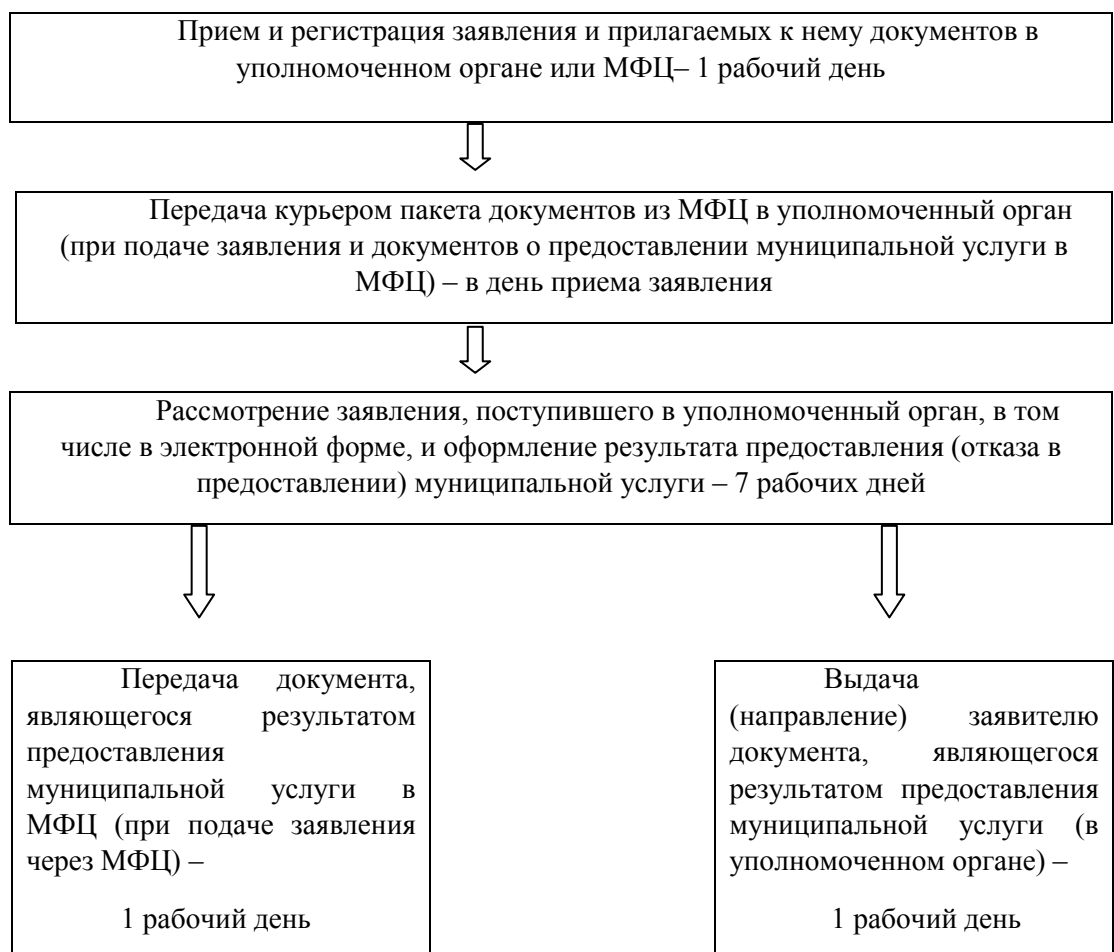 Прием и регистрация заявления и прилагаемых к нему документов в
уполномоченном органе или МФЦ– 1 рабочий день
Передача курьером пакета документов из МФЦ в уполномоченный орган
(при подаче заявления и документов о предоставлении муниципальной услуги в
МФЦ) – в день приема заявления
Рассмотрение заявления, поступившего в уполномоченный орган, в том
числе в электронной форме, и оформление результата предоставления (отказа в
предоставлении) муниципальной услуги – 7 рабочих дней
Передача документа,
являющегося результатом
предоставления
муниципальной услуги в
МФЦ (при подаче заявления
через МФЦ) –
1 рабочий день
Выдача
(направление) заявителю
документа, являющегося
результатом предоставления
муниципальной услуги (в
уполномоченном органе) –
1 рабочий день